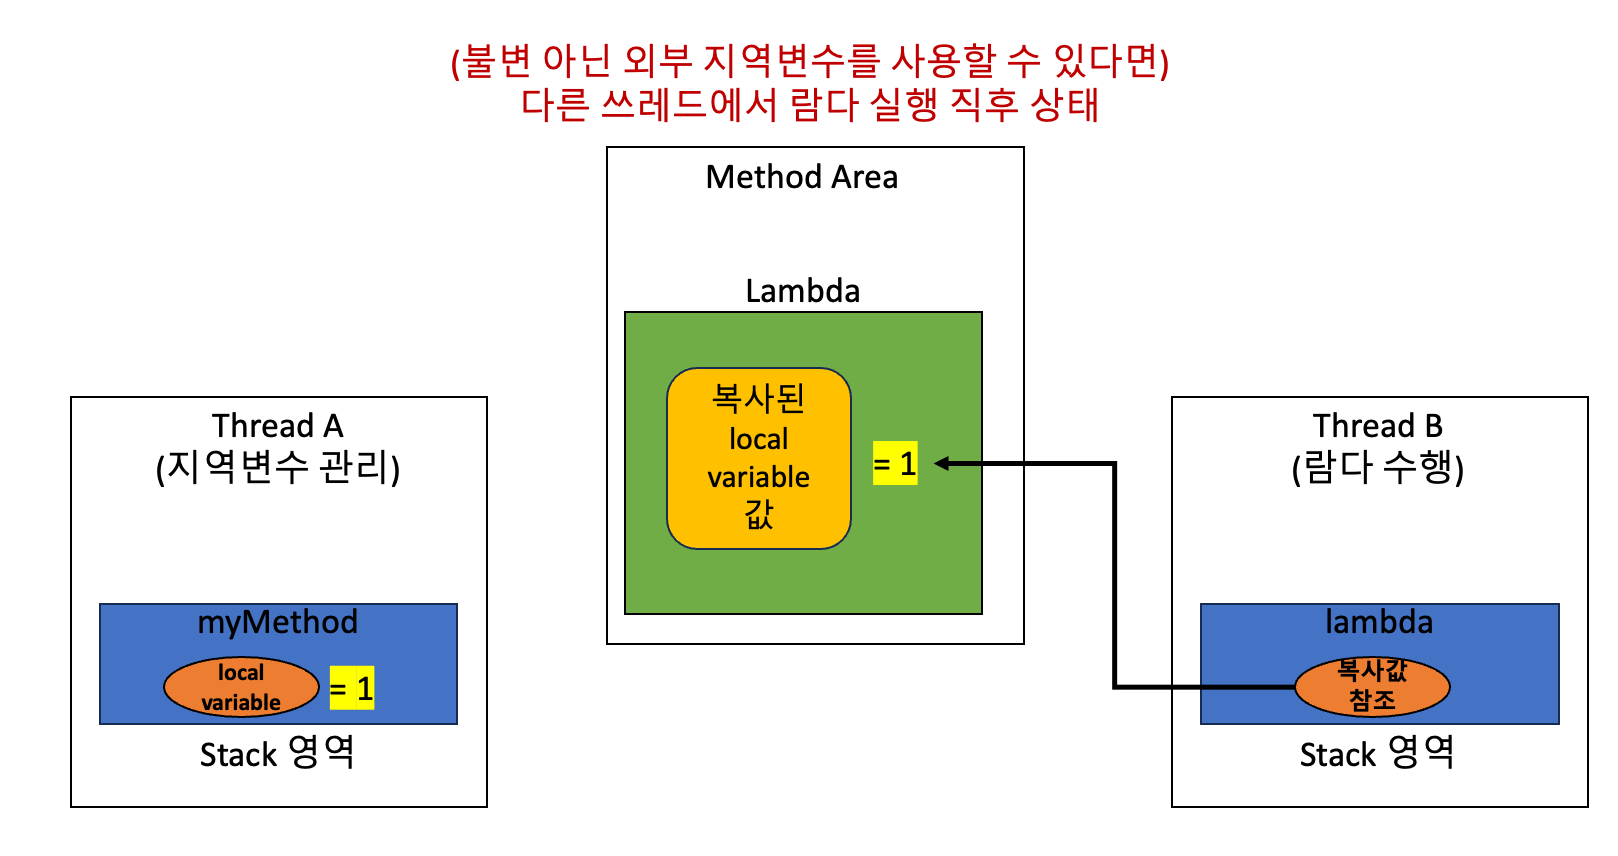 (불변 아닌 외부 지역변수를 사용할 수 있다면)
다른 쓰레드에서 람다 실행 직후 상태
Method Area
Lambda
복사된
local
variable
값
= 1
Thread A
(지역변수 관리)
myMethod
local
variable
= 1
Stack 영역
Thread B
(람다 수행)
lambda
복사값
참조
Stack 영역